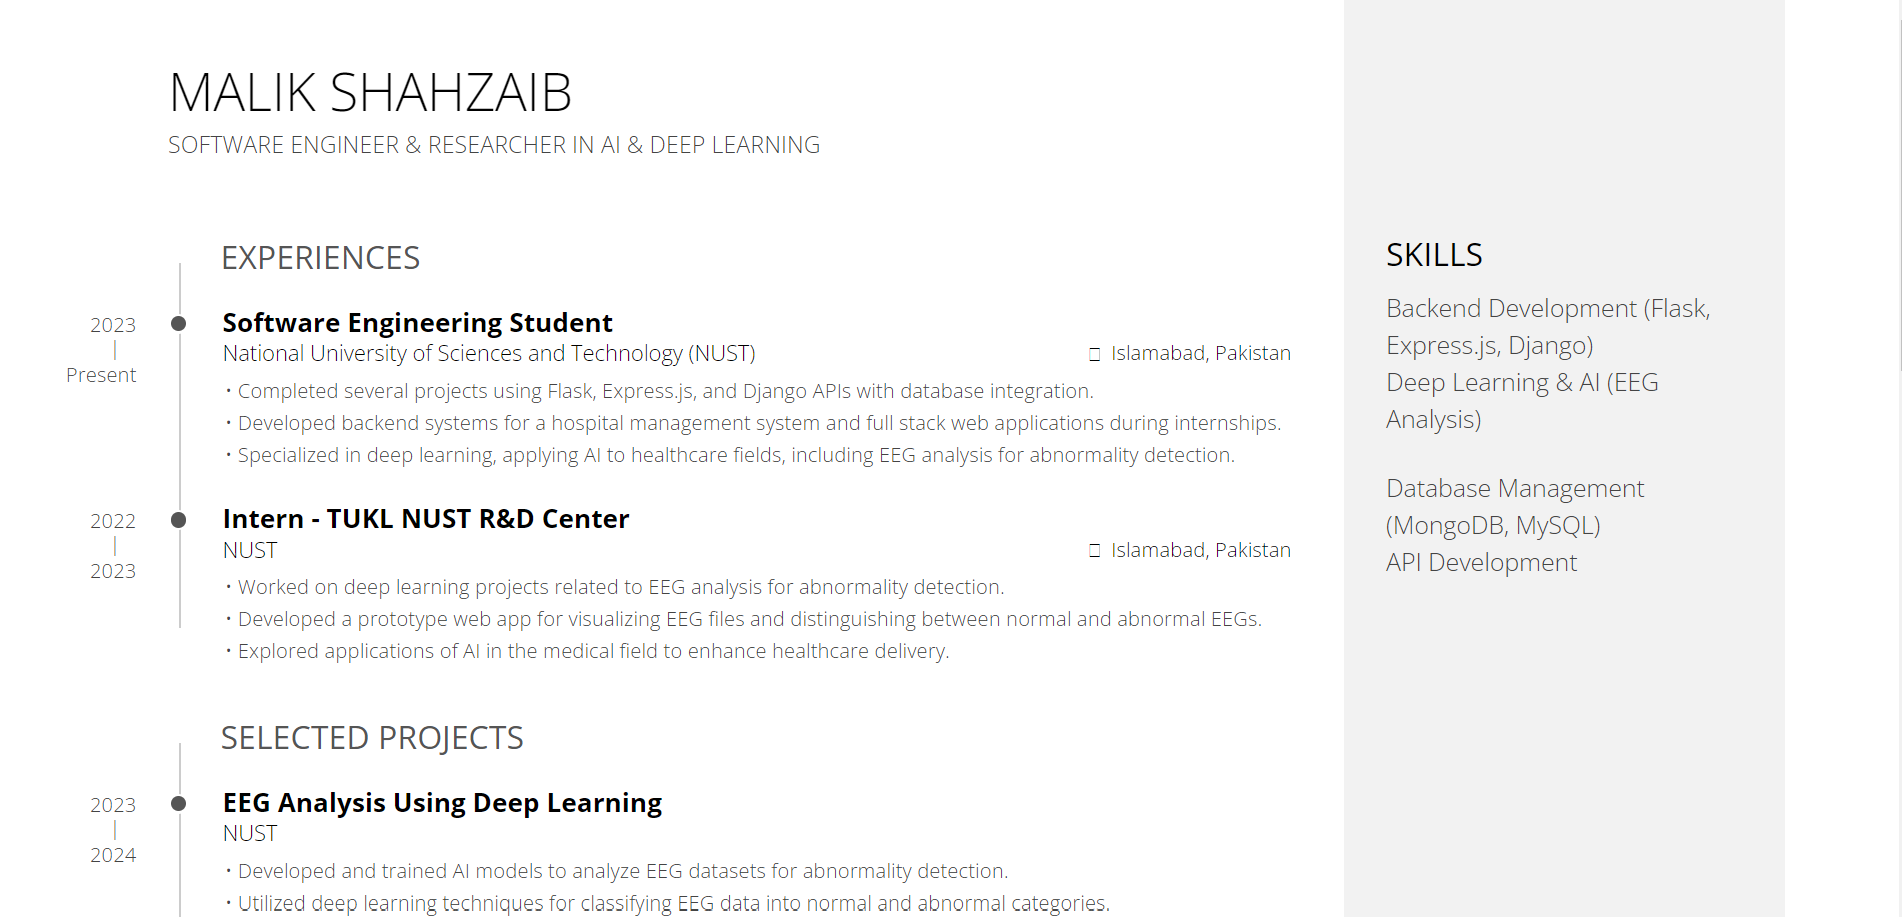 MALIK SHAHZAIB
SOFTWARE ENGINEER & RESEARCHER IN AI & DEEP LEARNING
EXPERIENCES
2023
Present
Software Engineering Student
National University of Sciences and Technology (NUST)
Islamabad, Pakistan
• Completed several projects using Flask, Express.js, and Django APIs with database integration.
• Developed backend systems for a hospital management system and full stack web applications during internships.
• Specialized in deep learning, applying AI to healthcare fields, including EEG analysis for abnormality detection.
2022
2023
Intern - TUKL NUST R&D Center
NUST
Islamabad, Pakistan
• Worked on deep learning projects related to EEG analysis for abnormality detection.
• Developed a prototype web app for visualizing EEG files and distinguishing between normal and abnormal EEGs.
• Explored applications of AI in the medical field to enhance healthcare delivery.
SELECTED PROJECTS
2023
2024
EEG Analysis Using Deep Learning
NUST
• Developed and trained AI models to analyze EEG datasets for abnormality detection.
• Utilized deep learning techniques for classifying EEG data into normal and abnormal categories.
SKILLS
Backend Development (Flask,
Express.js, Django)
Deep Learning & AI (EEG
Analysis)
Database Management
(MongoDB, MySQL)
API Development